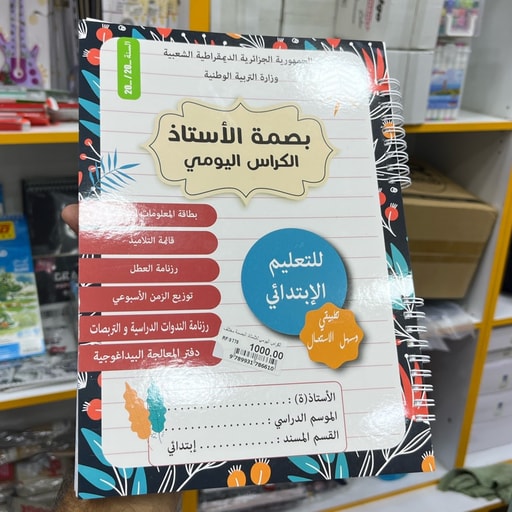 الجمهورية الجزائرية الديمقراطية الشعبية
وزارة التربية الوطنية
السنة ..20 / ..20
بصمة الأستاذ
الكراس اليومي
بطاقة المعلومات
قائمة التلاميذ
رزنامة العطل
توزيع الزمن الأسبوعي
رزنامة الندوات الدراسية و التربصات
دفتر المعالجة البيداغوجية
للتعليم
الإبتدائي
تطبيقي
وسهل الاستعمال
1000.00
9789931786610
الأستاذ(ة) :
الموسم الدراسي :
القسم المسند : إبتدائي